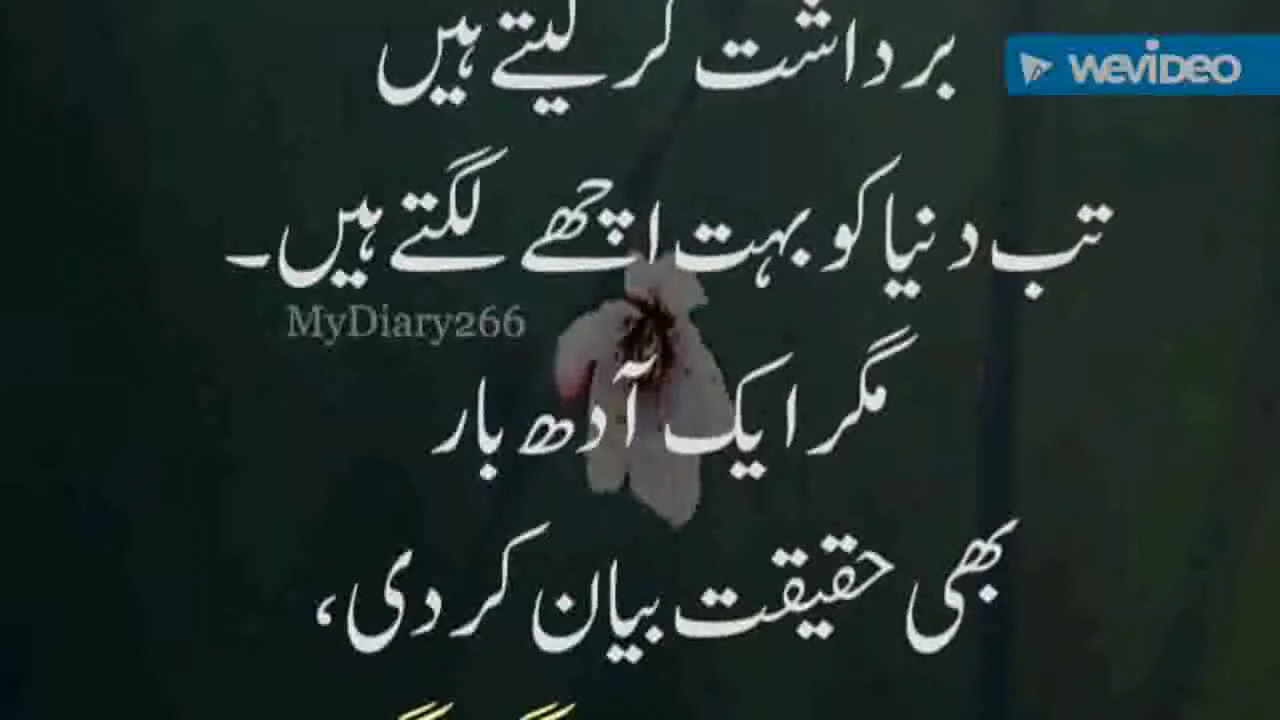 برداشت کر لیتے ہیں
WEVIDEO
تب دنیا کو بہت اچھے لگتے ہیں۔
MyDiary266
مگر ایک آدھ بار
بھی حقیقت بیان کر دی،